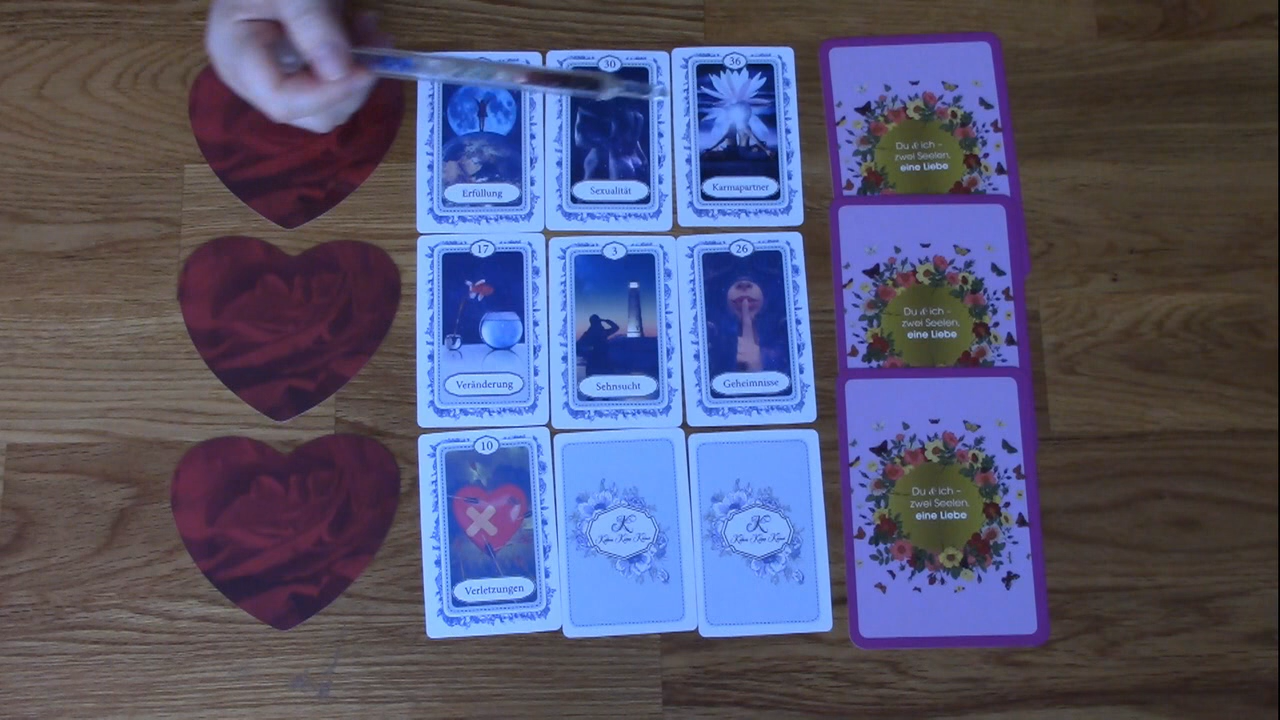 30
36
Erfüllung
Sexualität
Karmapartner
Du & ich –
zwei Seelen,
eine Liebe
17
3
26
Veränderung
Sehnsucht
Geheimnisse
Du & ich –
zwei Seelen,
eine Liebe
10
Verletzungen
K
K
Du & ich –
zwei Seelen,
eine Liebe